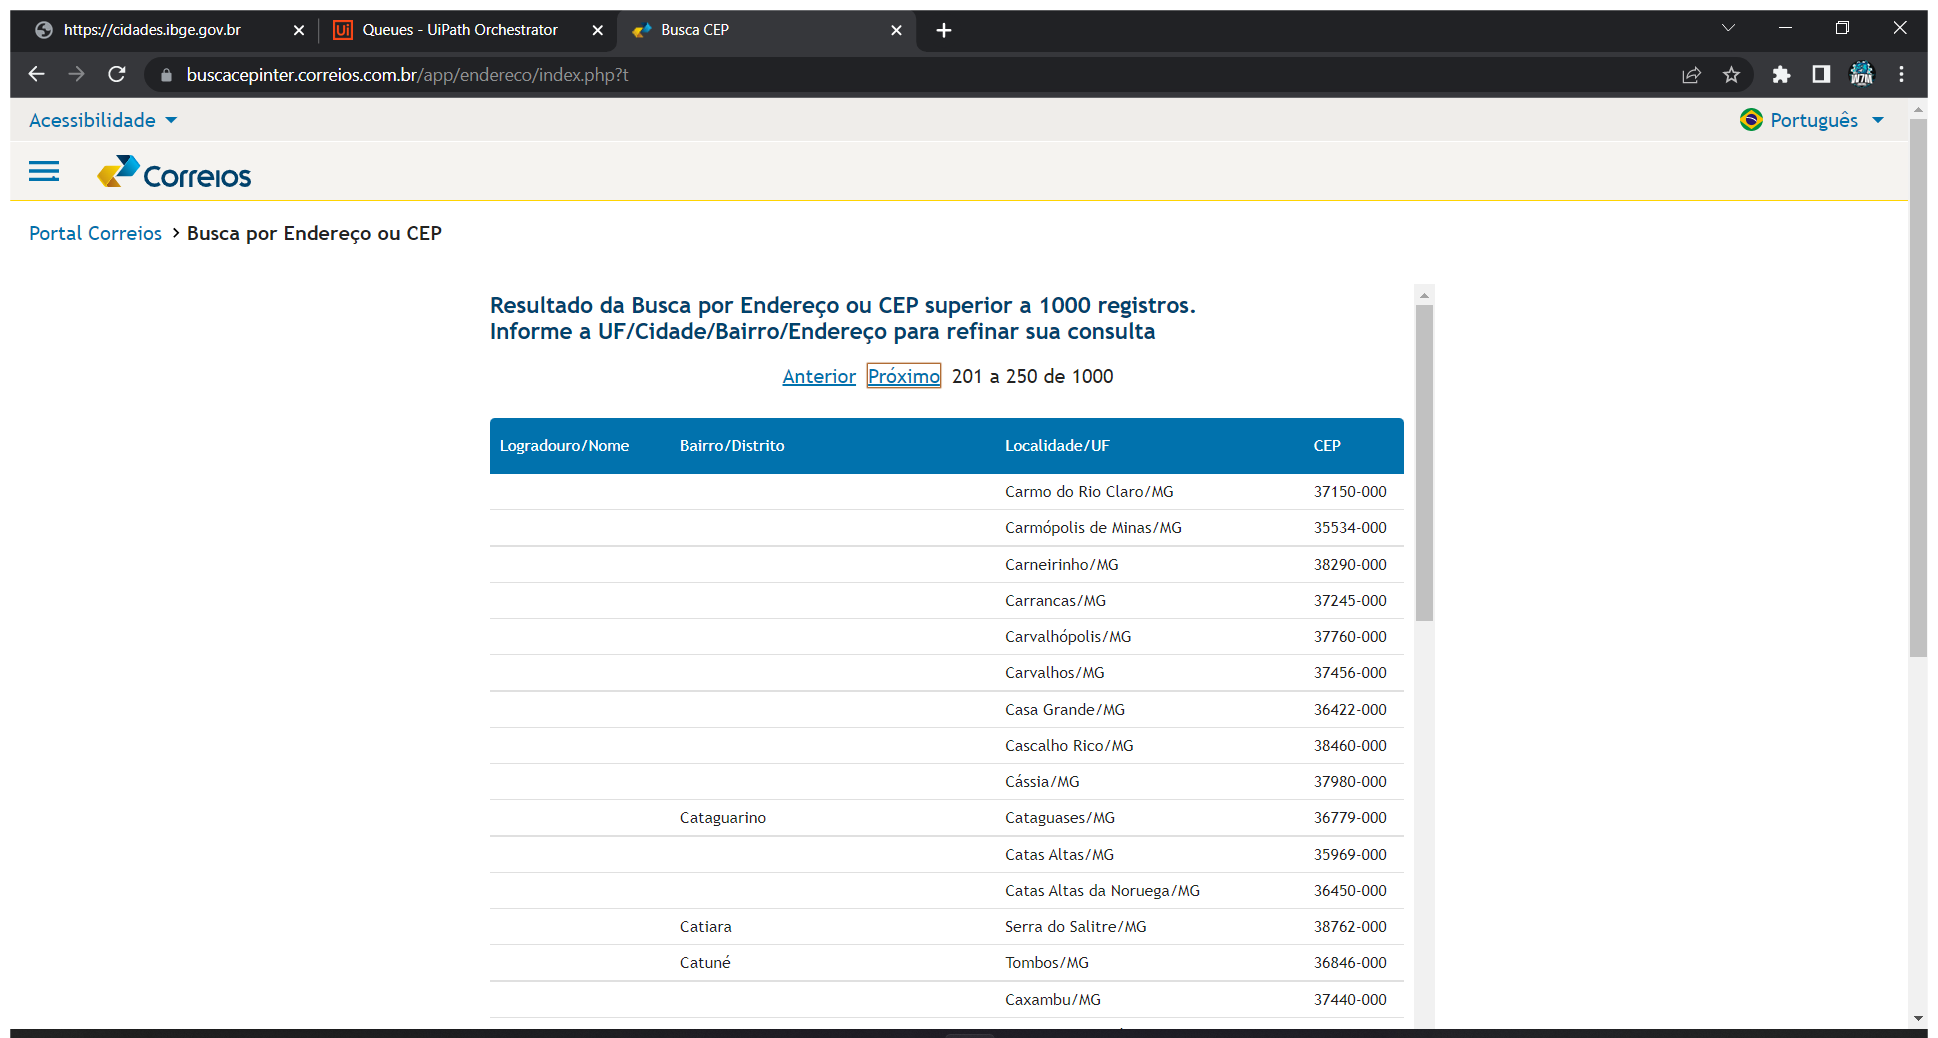 https://cidades.ibge.gov.br
Ui Queues - UiPath Orchestrator
Busca CEP
buscacepinter.correios.com.br/app/endereco/index.php?t
W7M
Acessibilidade
Português
Correios
Portal Correios > Busca por Endereço ou CEP
Resultado da Busca por Endereço ou CEP superior a 1000 registros.
Informe a UF/Cidade/Bairro/Endereço para refinar sua consulta
Anterior Próximo 201 a 250 de 1000
Logradouro/Nome Bairro/Distrito Localidade/UF CEP
Carmo do Rio Claro/MG 37150-000
Carmópolis de Minas/MG 35534-000
Carneirinho/MG 38290-000
Carrancas/MG 37245-000
Carvalhópolis/MG 37760-000
Carvalhos/MG 37456-000
Casa Grande/MG 36422-000
Cascalho Rico/MG 38460-000
Cássia/MG 37980-000
Cataguarino Cataguases/MG 36779-000
Catas Altas/MG 35969-000
Catas Altas da Noruega/MG 36450-000
Catiara Serra do Salitre/MG 38762-000
Catuné Tombos/MG 36846-000
Caxambu/MG 37440-000